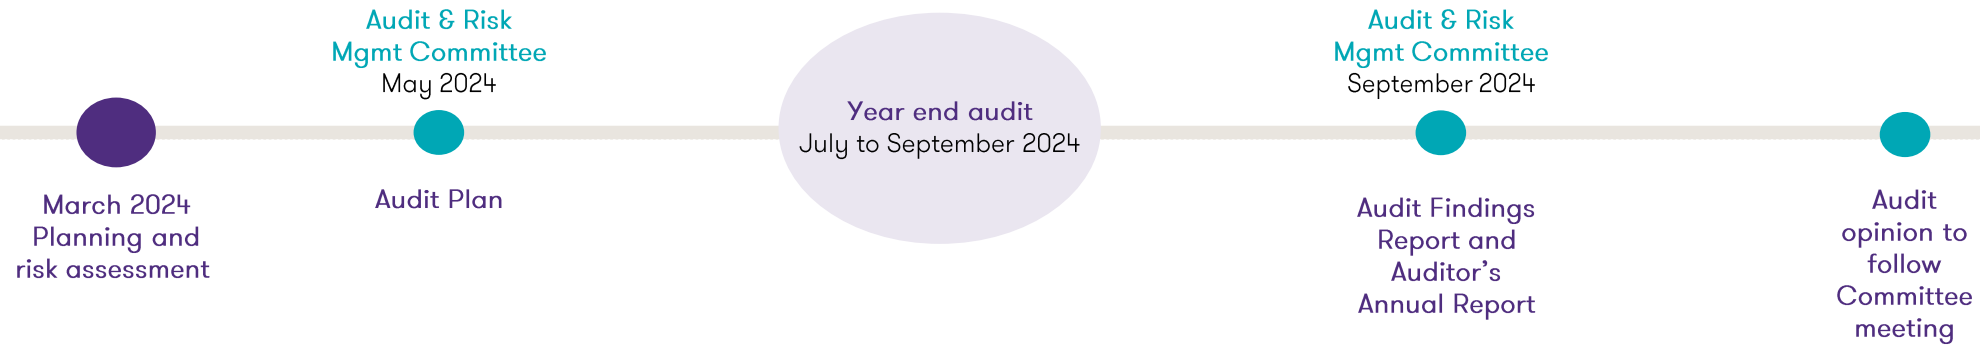 March 2024
Planning and
risk assessment
Audit & Risk
Mgmt Committee
May 2024
Audit Plan
Year end audit
July to September 2024
Audit & Risk
Mgmt Committee
September 2024
Audit Findings
Report and
Auditor’s
Annual Report
Audit
opinion to
follow
Committee
meeting